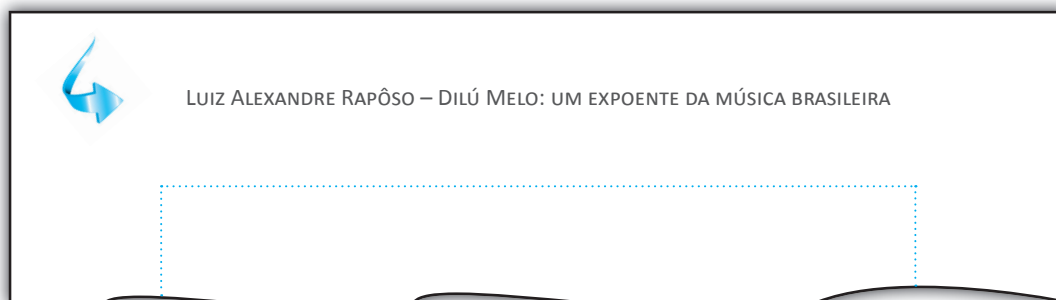 Luiz Alexandre Rapôso – Dilú Melo: um expoente da música brasileira